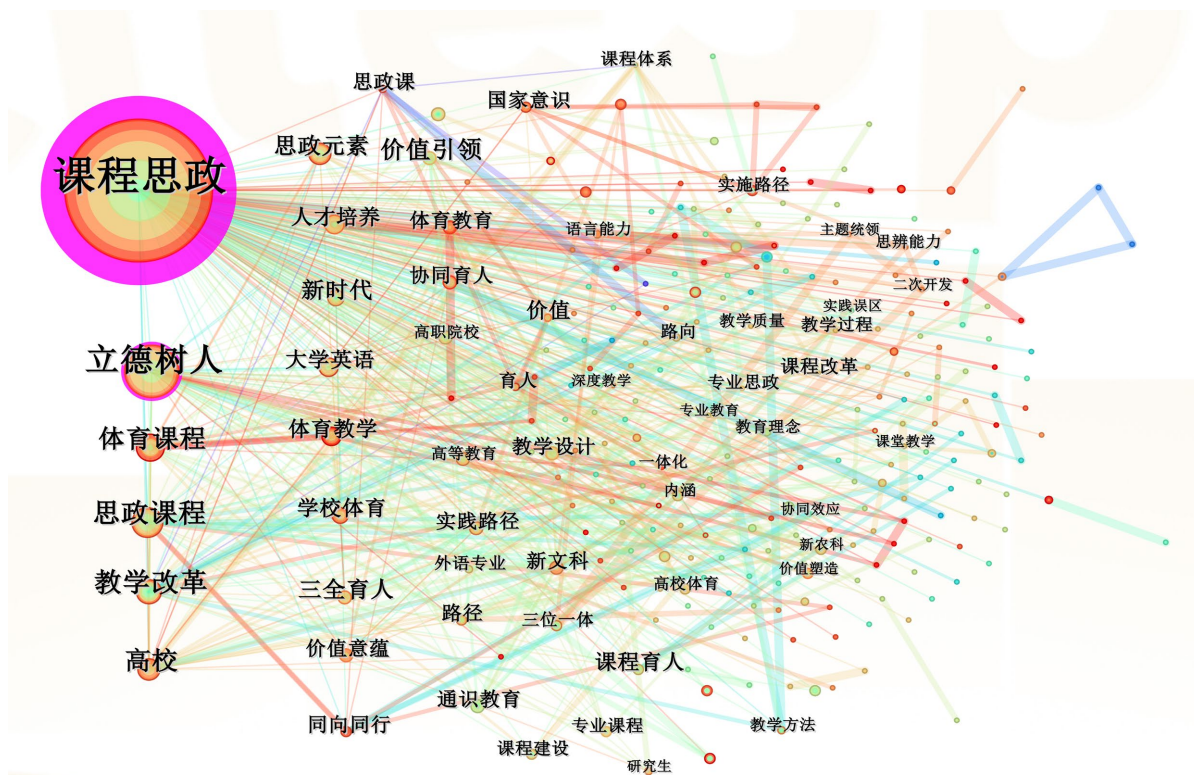 课程体系
思政课
国家意识
思政元素
价值引领
课程思政
实施路径
人才培养
体育教育
语言能力
主题统领
思辨能力
协同育人
新时代
二次开发
价值
实践误区
高职院校
路向
教学质量
教学过程
立德树人
大学英语
课程改革
育人
深度教学
专业思政
专业教育
体育课程
体育教学
教育理念
高等教育
教学设计
课堂教学
一体化
内涵
思政课程
学校体育
实践路径
协同效应
新农科
外语专业
新文科
价值塑造
教学改革
三全育人
高校体育
路径
三位一体
高校
价值意蕴
课程育人
通识教育
同向同行
专业课程
教学方法
课程建设
研究生